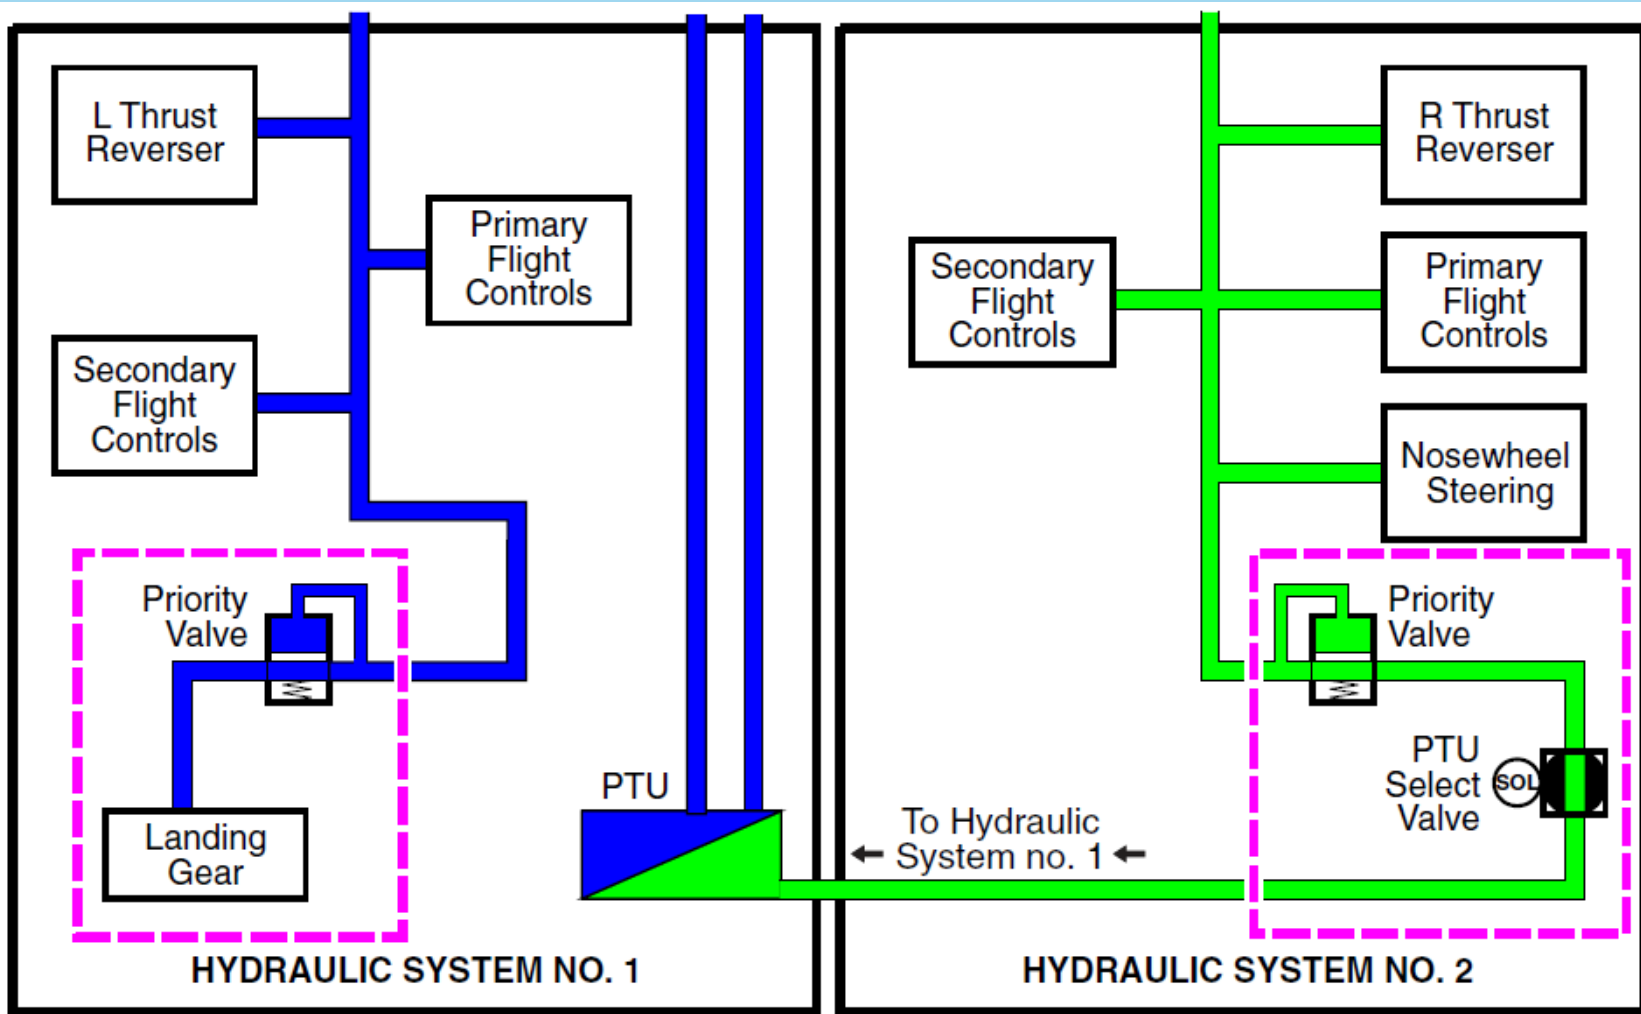 L Thrust
Reverser
Primary
Flight
Controls
Secondary
Flight
Controls
Priority
Valve
Landing
Gear
PTU
HYDRAULIC SYSTEM NO. 1
R Thrust
Reverser
Secondary
Flight
Controls
Primary
Flight
Controls
Nosewheel
Steering
Priority
Valve
PTU
Select
Valve
SOL
To Hydraulic
System no. 1
HYDRAULIC SYSTEM NO. 2